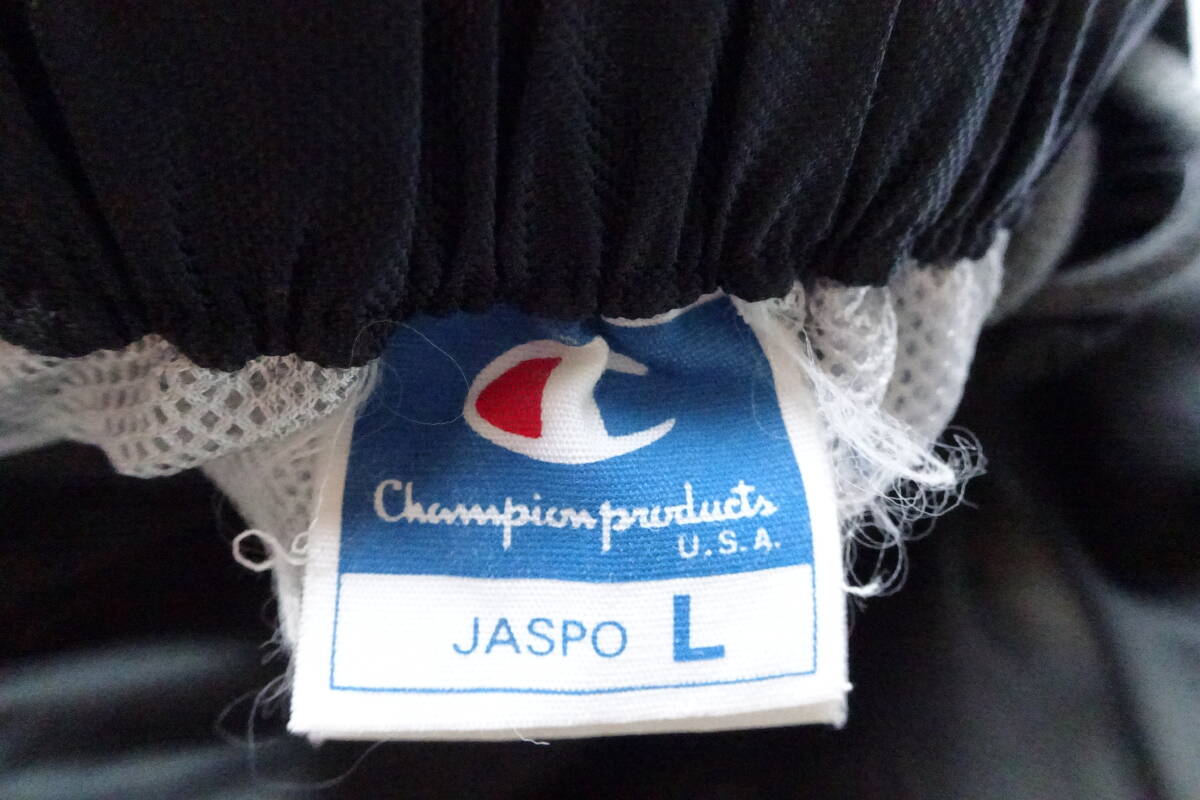 Champion products
U.S.A.
JASPO L